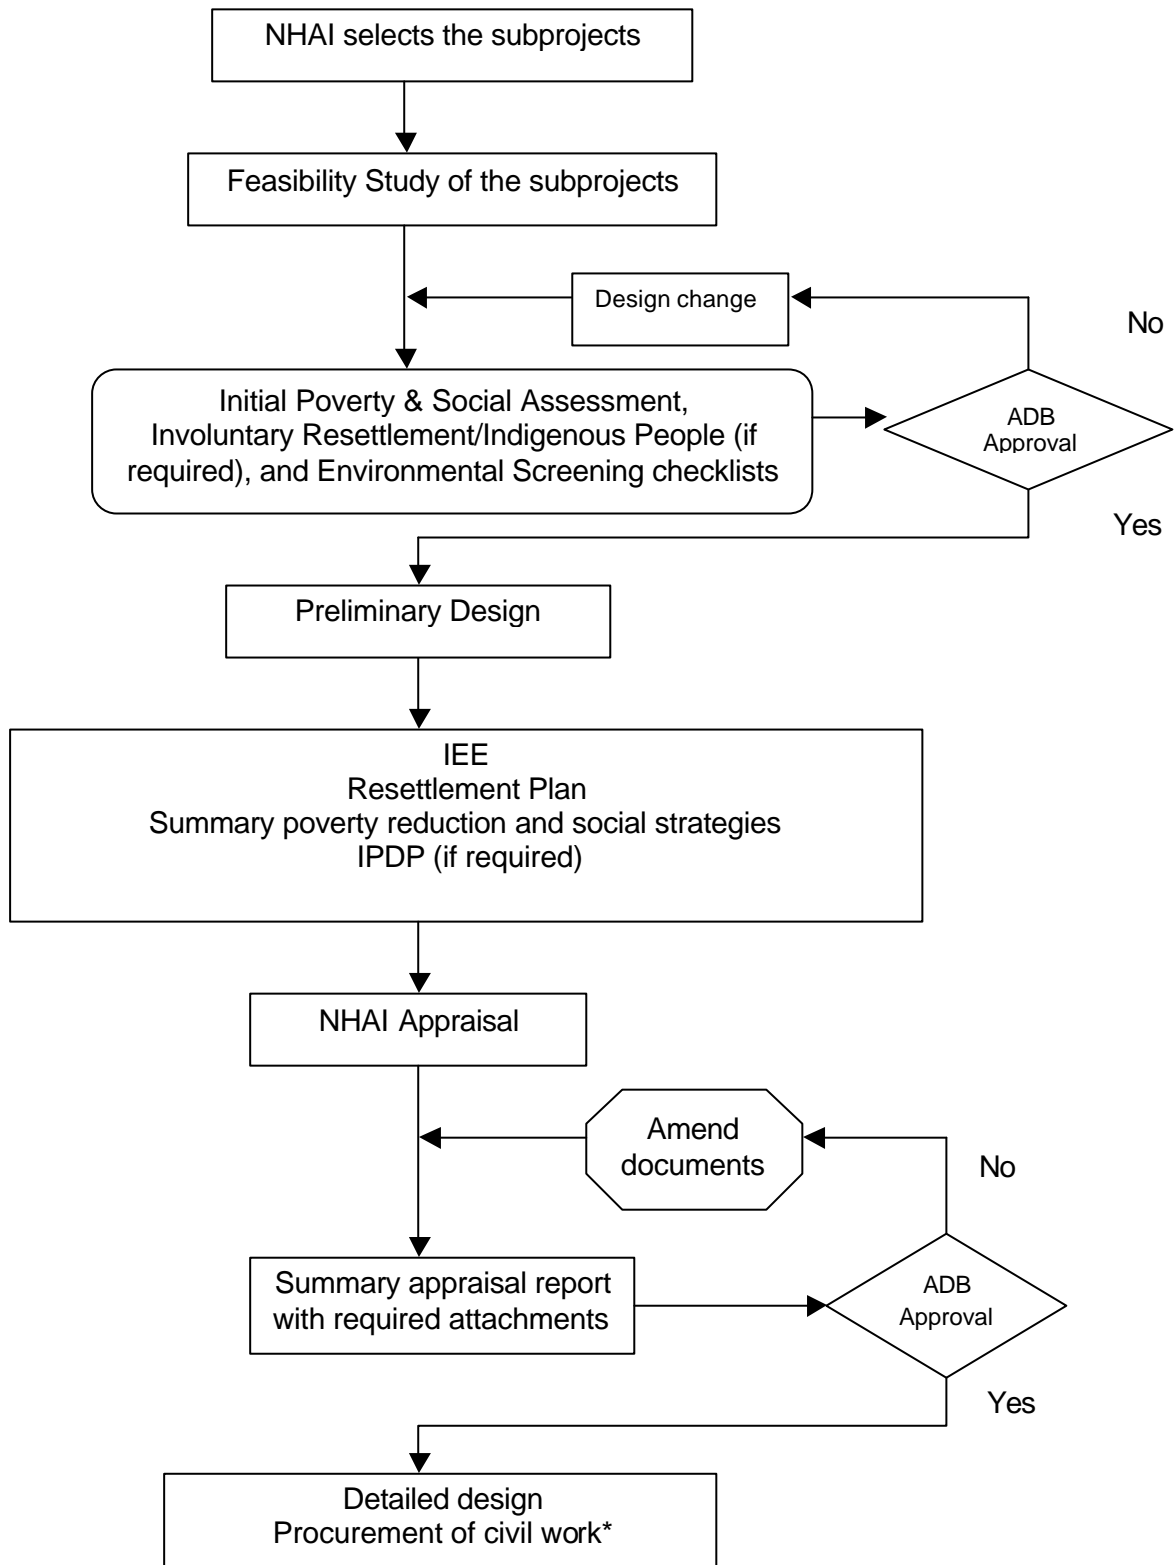 NHAI selects the subprojects
Feasibility Study of the subprojects
Design change
No
Initial Poverty & Social Assessment,
Involuntary Resettlement/Indigenous People (if
required), and Environmental Screening checklists
ADB
Approval
Yes
Preliminary Design
IEE
Resettlement Plan
Summary poverty reduction and social strategies
IPDP (if required)
NHAI Appraisal
Amend
documents
No
Summary appraisal report
with required attachments
ADB
Approval
Yes
Detailed design
Procurement of civil work*